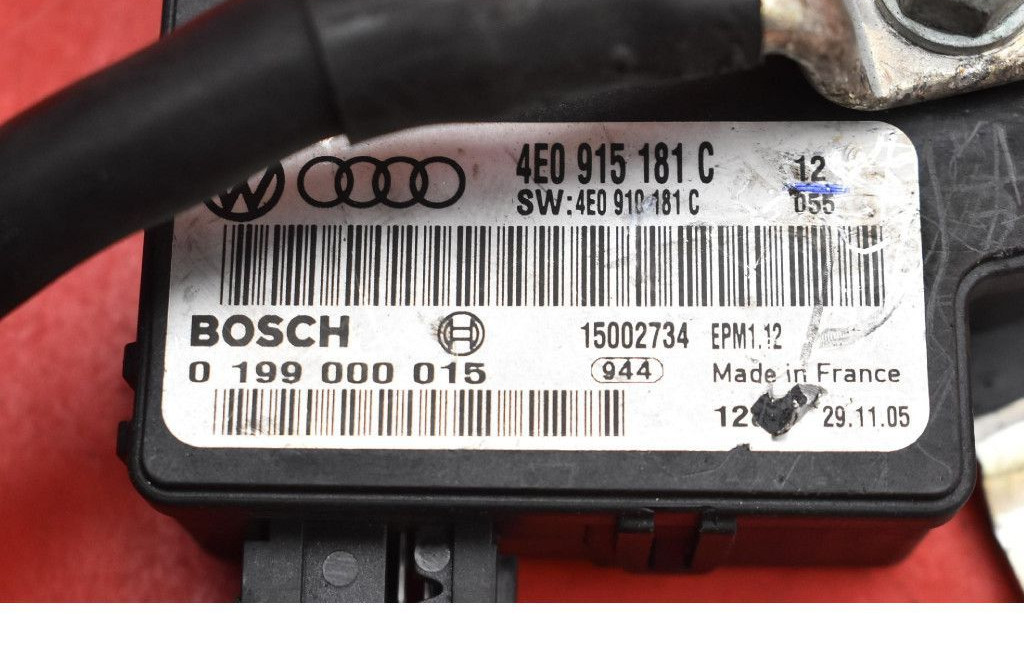 4E0 915 181 C 12
SW:4E0 910 181 C 055
BOSCH 15002734 EPM1.12
0 199 000 015 944 Made in France
29.11.05